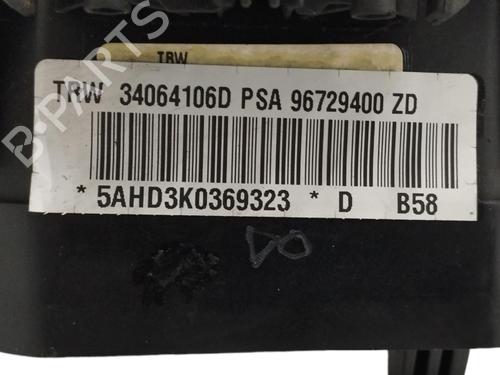 B-PARTS
TRW
TRW 34064106D PSA 96729400 ZD
* 5AHD3K0369323 * D B58